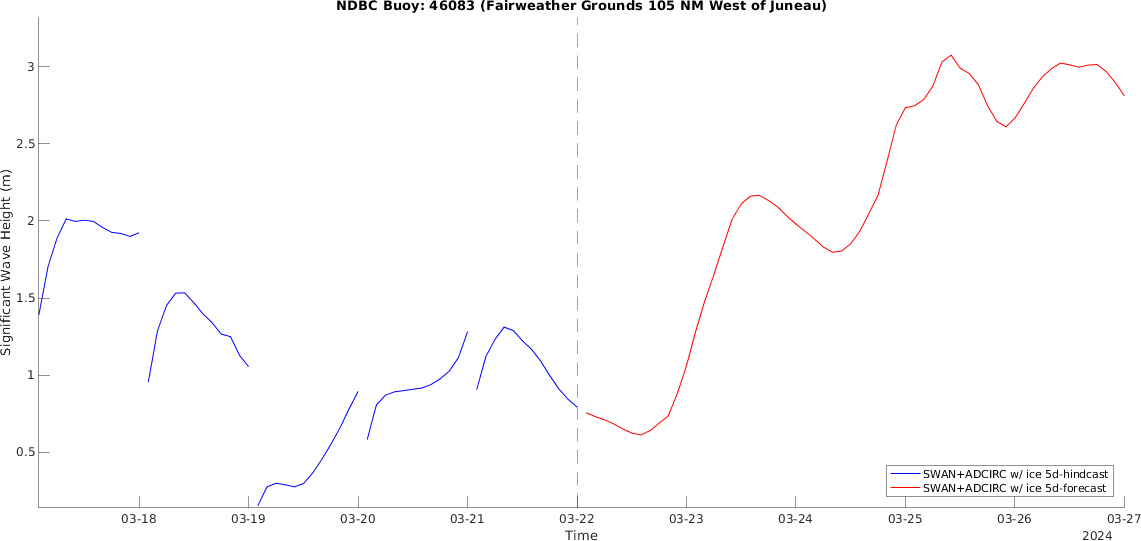 NDBC Buoy: 46083 (Fairweather Grounds 105 NM West of Juneau)
Significant Wave Height (m)
3
2.5
2
1.5
1
0.5
SWAN+ADCIRC w/ ice 5d-hindcast
SWAN+ADCIRC w/ ice 5d-forecast
03-18 03-19 03-20 03-21 03-22 03-23 03-24 03-25 03-26 03-27
Time
2024